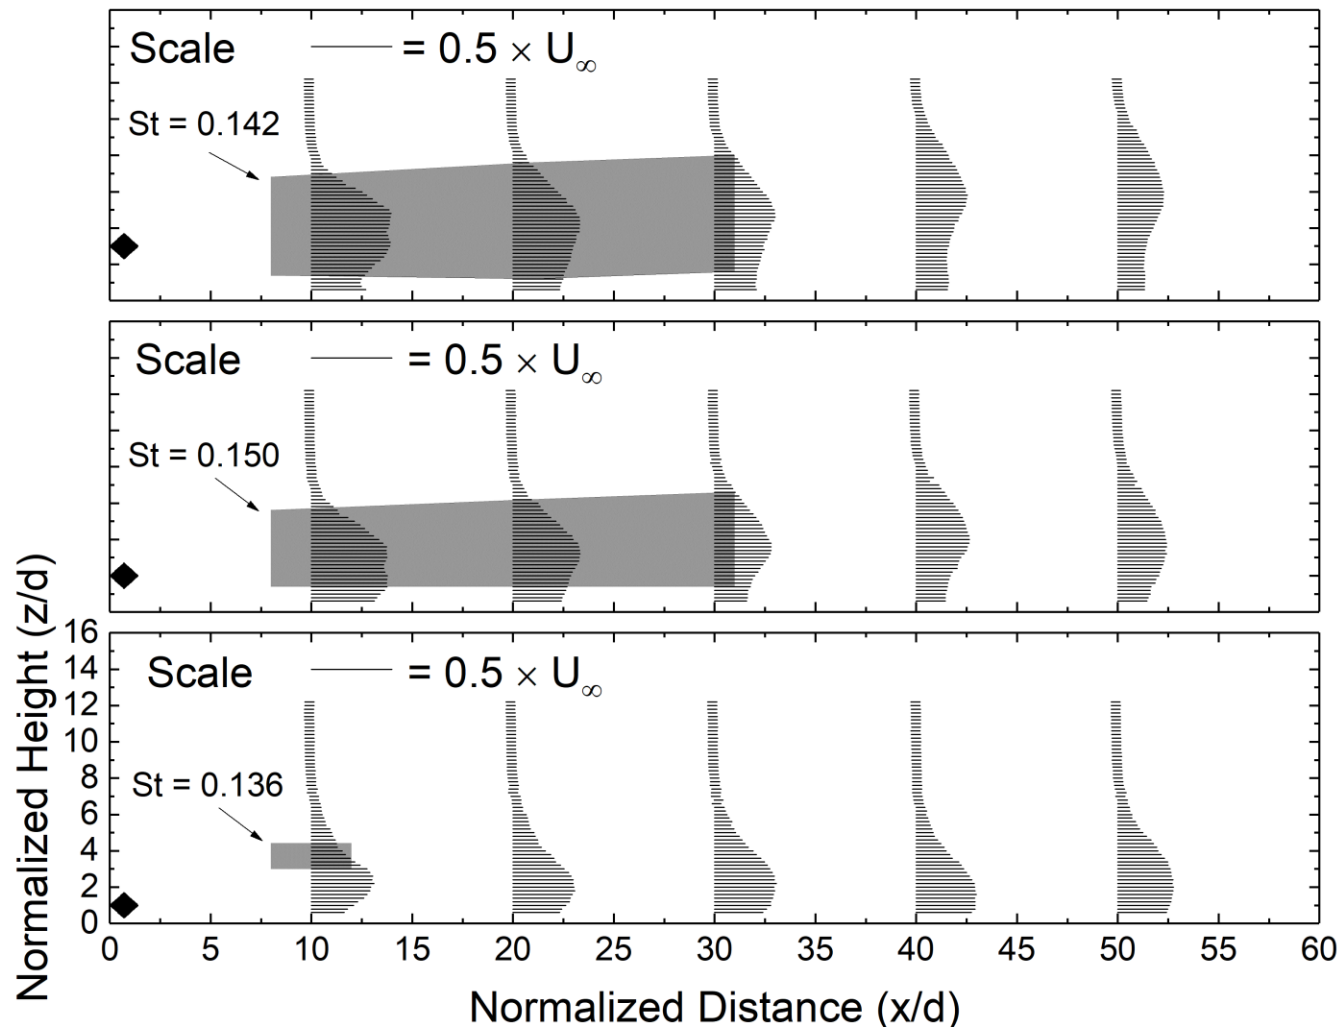 Scale = 0.5 × U∞
St = 0.142
Scale = 0.5 × U∞
St = 0.150
Scale = 0.5 × U∞
St = 0.136
Normalized Height (z/d)
16
14
12
10
8
6
4
2
0
0 5 10 15 20 25 30 35 40 45 50 55 60
Normalized Distance (x/d)